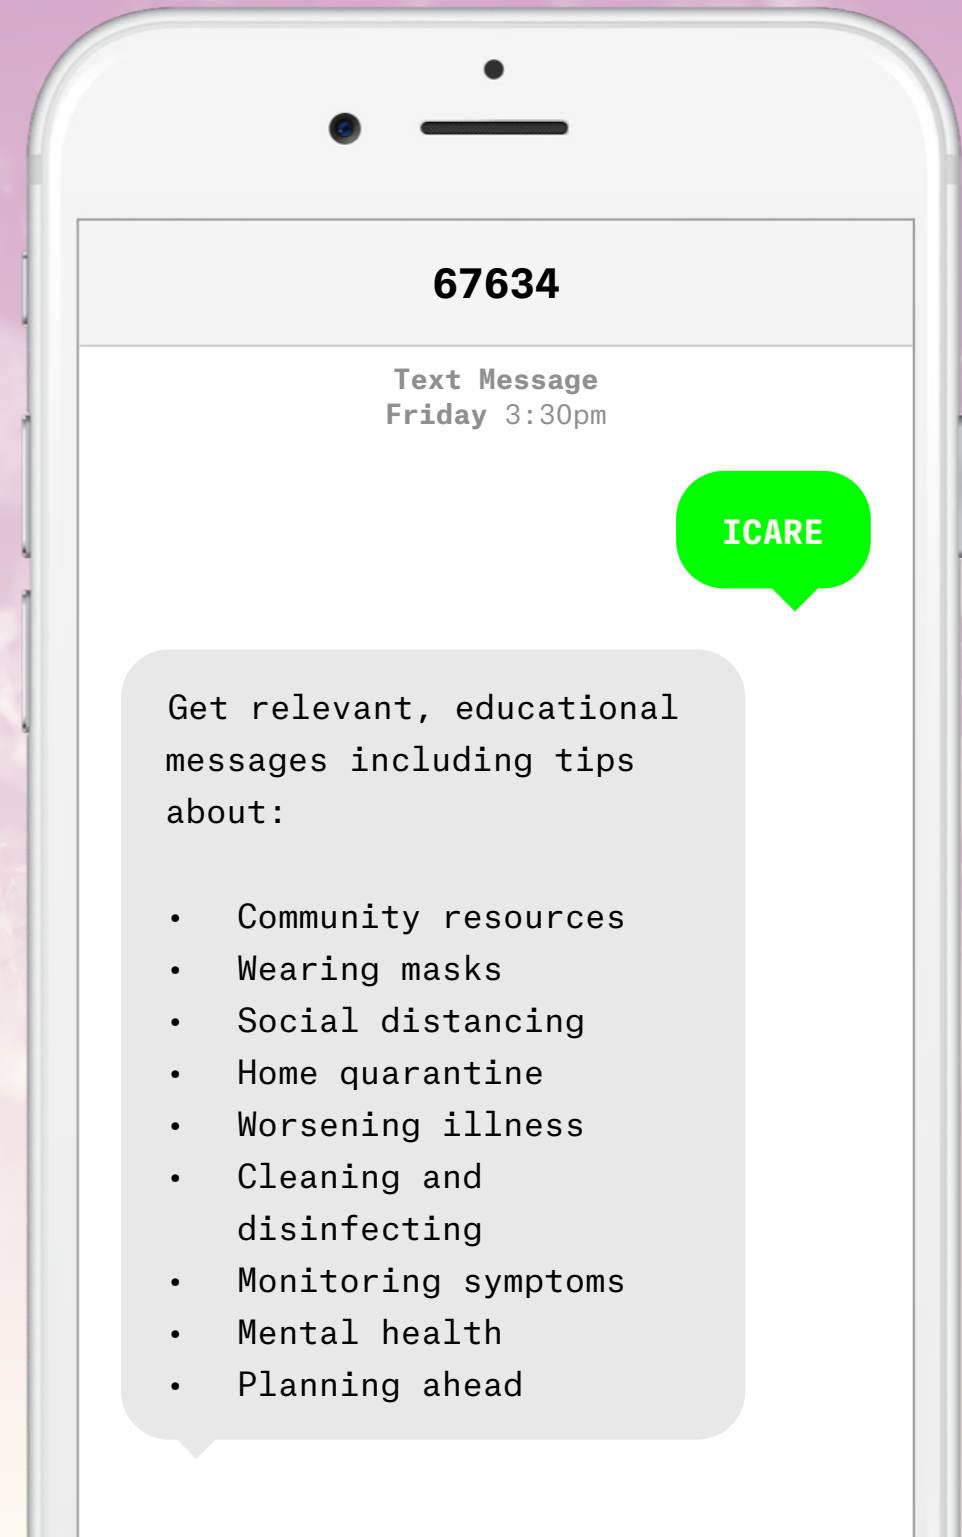 67634
Text Message
Friday 3:30pm
ICARE
Get relevant, educational
messages including tips
about:
• Community resources
• Wearing masks
• Social distancing
• Home quarantine
• Worsening illness
• Cleaning and
disinfecting
• Monitoring symptoms
• Mental health
• Planning ahead